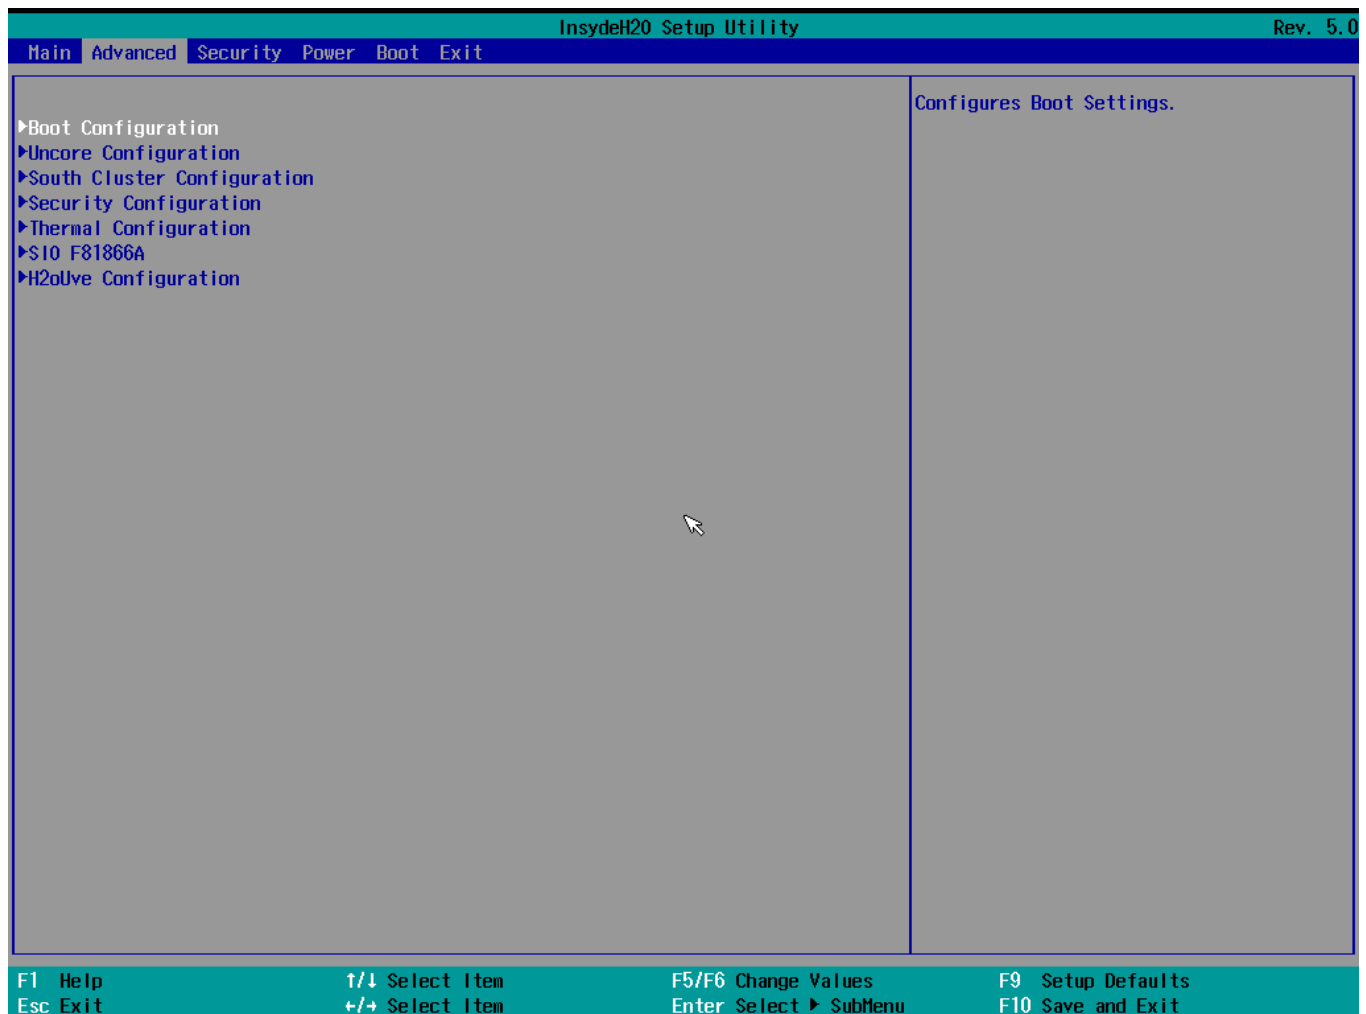 InsydeH20 Setup Utility Rev. 5.0
Main Advanced Security Power Boot Exit
Configures Boot Settings.
▶Boot Configuration
▶Uncore Configuration
▶South Cluster Configuration
▶Security Configuration
▶Thermal Configuration
▶SIO F81866A
▶H2oUve Configuration
F1 Help ↑/↓ Select Item F5/F6 Change Values F9 Setup Defaults
Esc Exit ←/→ Select Item Enter Select ▶ SubMenu F10 Save and Exit